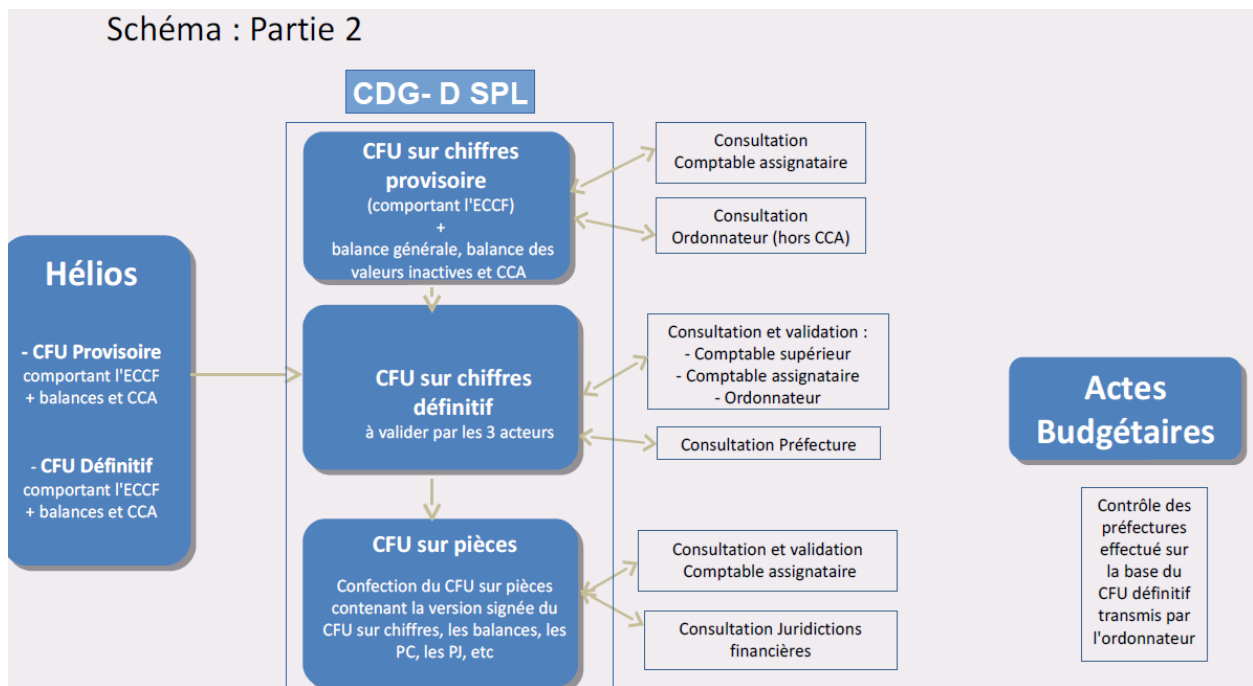 Schéma : Partie 2
CDG- D SPL
Hélios
- CFU Provisoire
comportant l'ECCF
+ balances et CCA
- CFU Définitif
comportant l'ECCF
+ balances et CCA
CFU sur chiffres
provisoire
(comportant l'ECCF)
+
balance générale, balance des
valeurs inactives et CCA
Consultation
Comptable assignataire
Consultation
Ordonnateur (hors CCA)
CFU sur chiffres
définitif
à valider par les 3 acteurs
Consultation et validation :
- Comptable supérieur
- Comptable assignataire
- Ordonnateur
Consultation Préfecture
CFU sur pièces
Confection du CFU sur pièces
contenant la version signée du
CFU sur chiffres, les balances, les
PC, les PJ, etc
Consultation et validation
Comptable assignataire
Consultation Juridictions
financières
Actes
Budgétaires
Contrôle des
préfectures
effectué sur
la base du
CFU définitif
transmis par
l'ordonnateur